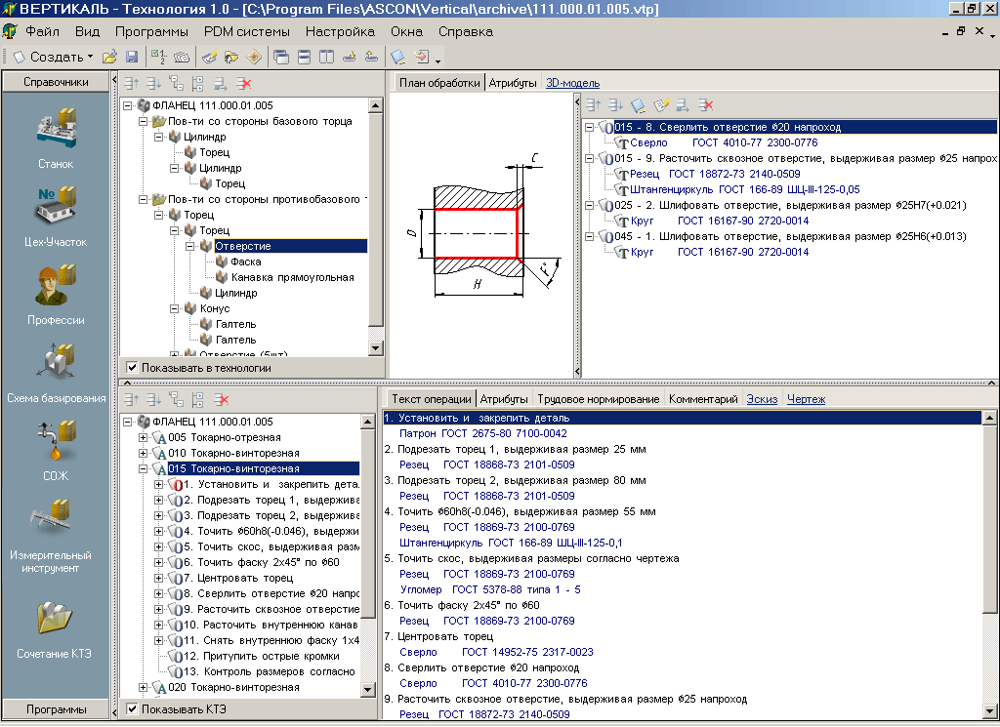 ВЕРТИКАЛЬ - Технология 1.0 - [C:\Program Files\ASCON\Vertical\archive\111.000.01.005.vtp]
Файл Вид Программы PDM системы Настройка Окна Справка
Создать
Справочники
Станок
Цех-Участок
Профессии
Схема базирования
СОЖ
Измерительный
инструмент
Сочетание КТЭ
Программы
ФЛАНЕЦ 111.000.01.005
Пов-ти со стороны базового торца
Цилиндр
Торец
Цилиндр
Торец
Пов-ти со стороны противобазового
Торец
Торец
Отверстие
Фаска
Канавка прямоугольная
Цилиндр
Конус
Галтель
Галтель
Отверстие (5шт)
Показывать в технологии
План обработки Атрибуты 3D-модель
C
D
H
F°
015 - 8. Сверлить отверстие ø20 напроход
Сверло ГОСТ 4010-77 2300-0776
015 - 9. Расточить сквозное отверстие, выдерживая размер ø25 напрох
Резец ГОСТ 18872-73 2140-0509
Штангенциркуль ГОСТ 166-89 ШЦ-III-125-0,05
025 - 2. Шлифовать отверстие, выдерживая размер ø25H7(+0.021)
Круг ГОСТ 16167-90 2720-0014
045 - 1. Шлифовать отверстие, выдерживая размер ø25H6(+0.013)
Круг ГОСТ 16167-90 2720-0014
ФЛАНЕЦ 111.000.01.005
005 Токарно-отрезная
010 Токарно-винторезная
015 Токарно-винторезная
1. Установить и закрепить дета
2. Подрезать торец 1, выдержива
3. Подрезать торец 2, выдержива
4. Точить ø60h8(-0.046), выдержи
5. Точить скос, выдерживая разм
6. Точить фаску 2x45° по ø60
7. Центровать торец
8. Сверлить отверстие ø20 напро
9. Расточить сквозное отверстие
10. Расточить внутреннюю канав
11. Снять внутреннюю фаску 1x4
12. Притупить острые кромки
13. Контроль размеров согласно
020 Токарно-винторезная
Показывать КТЭ
Текст операции Атрибуты Трудовое нормирование Комментарий Эскиз Чертеж
1. Установить и закрепить деталь
Патрон ГОСТ 2675-80 7100-0042
2. Подрезать торец 1, выдерживая размер 25 мм
Резец ГОСТ 18868-73 2101-0509
3. Подрезать торец 2, выдерживая размер 80 мм
Резец ГОСТ 18868-73 2101-0509
4. Точить ø60h8(-0.046), выдерживая размер 55 мм
Резец ГОСТ 18869-73 2100-0769
Штангенциркуль ГОСТ 166-89 ШЦ-III-125-0,1
5. Точить скос, выдерживая размеры согласно чертежа
Резец ГОСТ 18869-73 2100-0769
Угломер ГОСТ 5378-88 типа 1 - 5
6. Точить фаску 2x45° по ø60
Резец ГОСТ 18869-73 2100-0769
7. Центровать торец
Сверло ГОСТ 14952-75 2317-0023
8. Сверлить отверстие ø20 напроход
Сверло ГОСТ 4010-77 2300-0776
9. Расточить сквозное отверстие, выдерживая размер ø25 напроход
Резец ГОСТ 18872-73 2140-0509